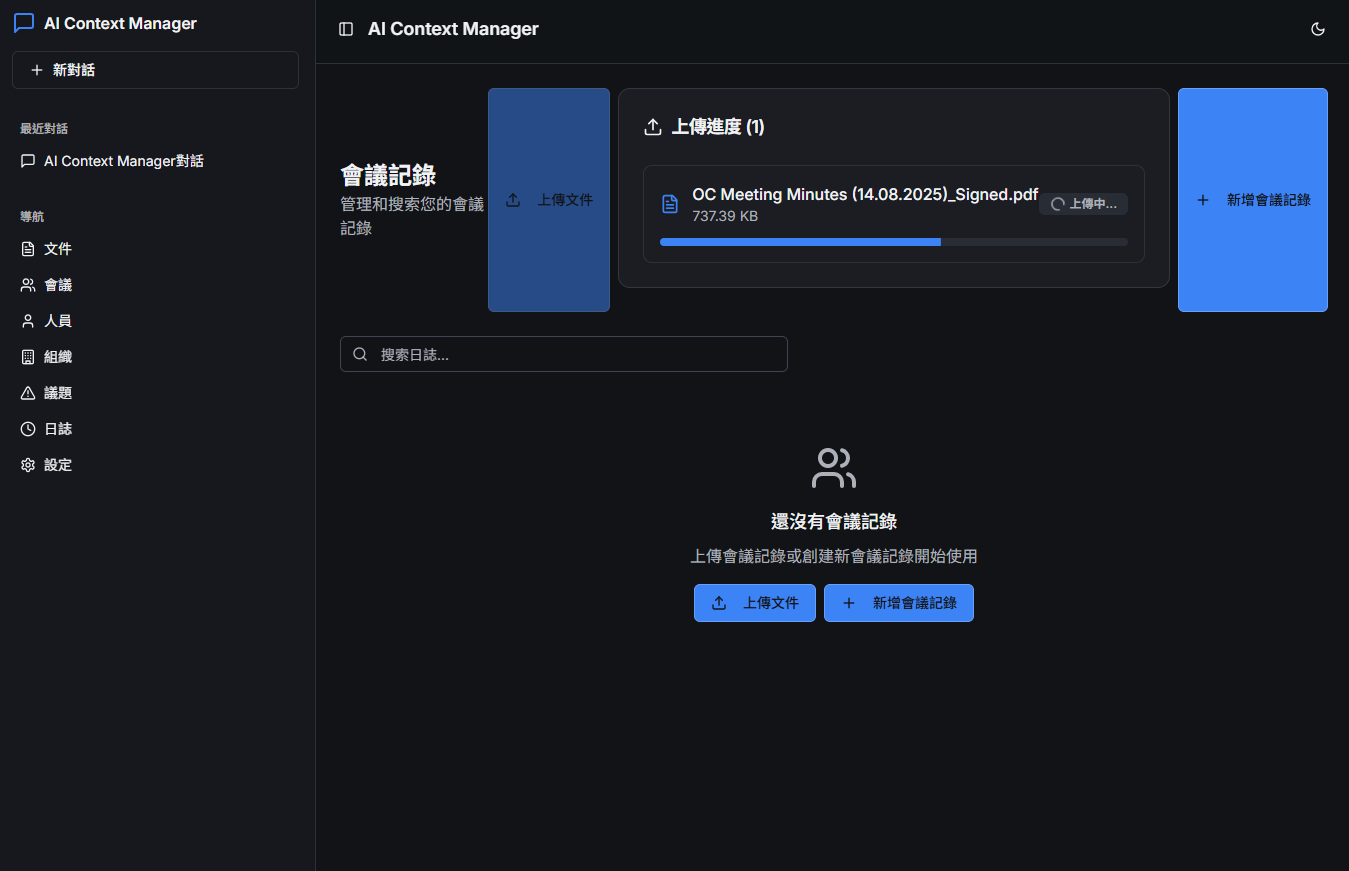 AI Context Manager
新對話
最近對話
AI Context Manager對話
導航
文件
會議
人員
組織
議題
日誌
設定
AI Context Manager
會議記錄
管理和搜索您的會議
記錄
上傳文件
上傳進度 (1)
OC Meeting Minutes (14.08.2025)_Signed.pdf
737.39 KB
上傳中...
新增會議記錄
搜索日誌...
還沒有會議記錄
上傳會議記錄或創建新會議記錄開始使用
上傳文件
新增會議記錄